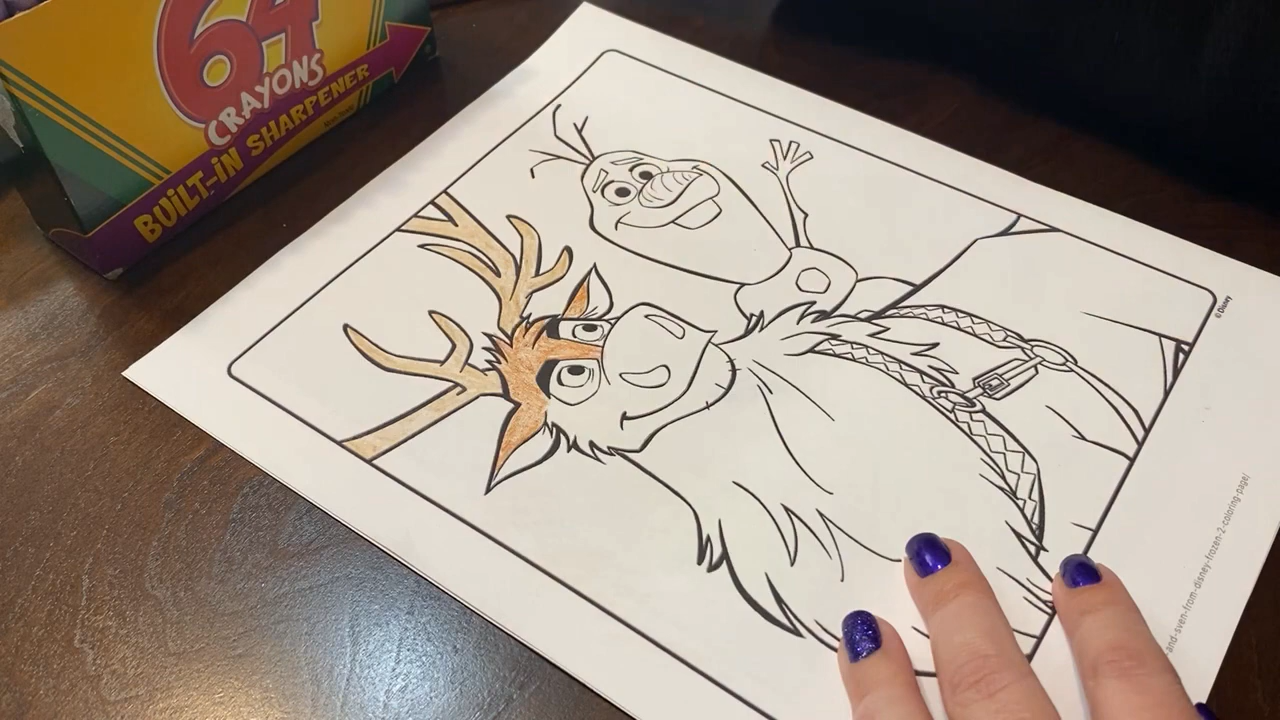 64
CRAYONS
BUILT-IN SHARPENER
© Disney
-and-sven-from-disney-frozen-2-coloring-page/